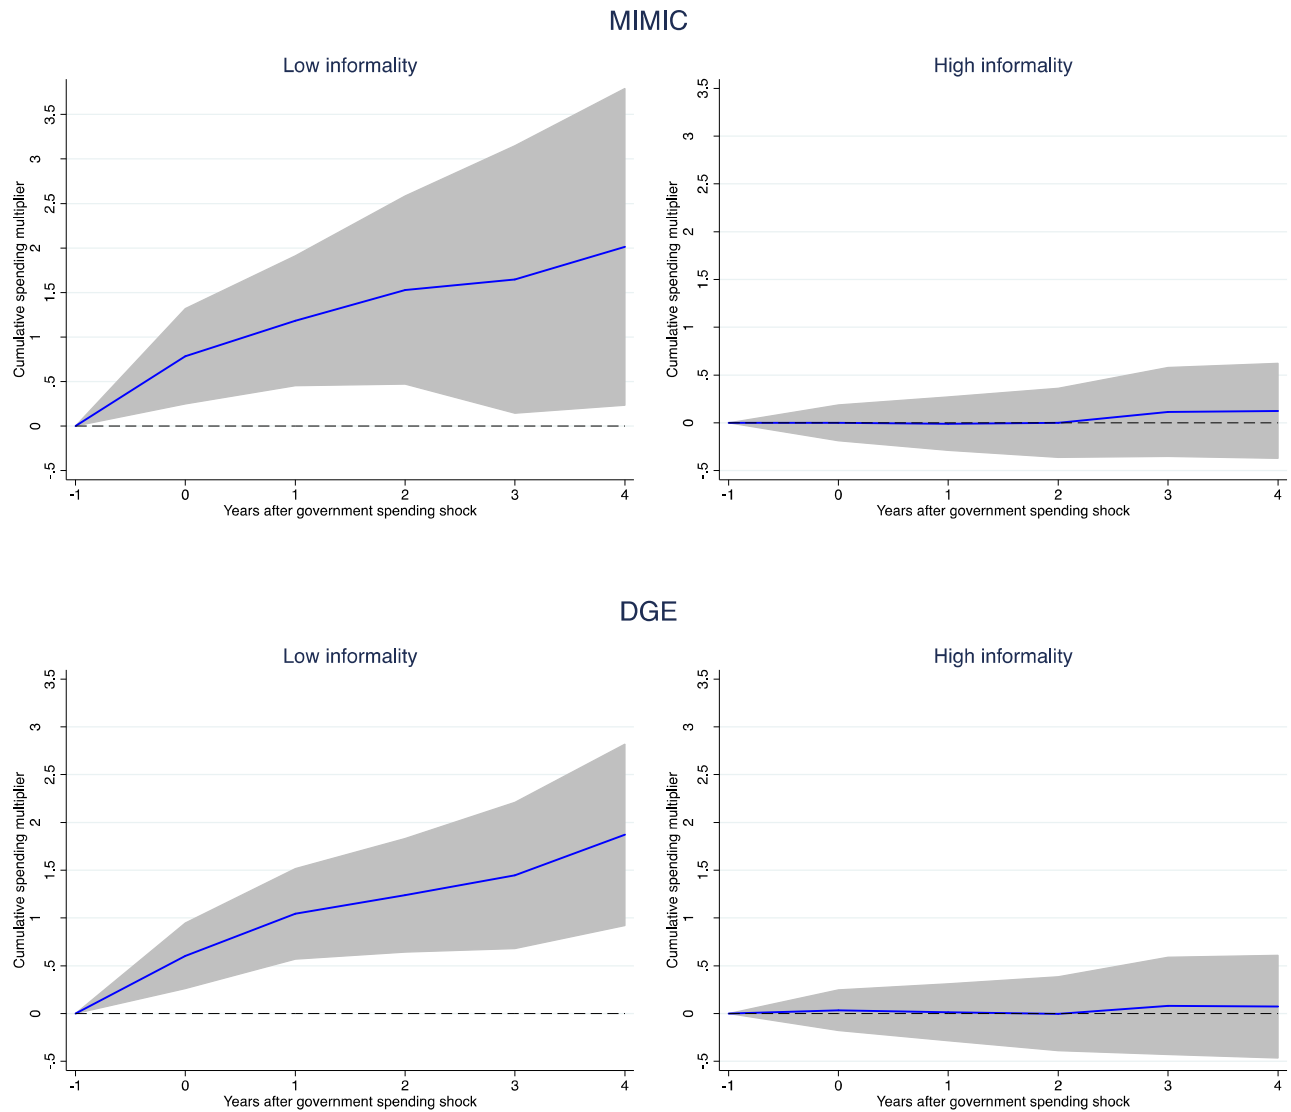 MIMIC
Low informality
Cumulative spending multiplier
3.5
3
2.5
2
1.5
1
.5
0
-.5
-1 0 1 2 3 4
Years after government spending shock
High informality
Cumulative spending multiplier
3.5
3
2.5
2
1.5
1
.5
0
-.5
-1 0 1 2 3 4
Years after government spending shock
DGE
Low informality
Cumulative spending multiplier
3.5
3
2.5
2
1.5
1
.5
0
-.5
-1 0 1 2 3 4
Years after government spending shock
High informality
Cumulative spending multiplier
3.5
3
2.5
2
1.5
1
.5
0
-.5
-1 0 1 2 3 4
Years after government spending shock